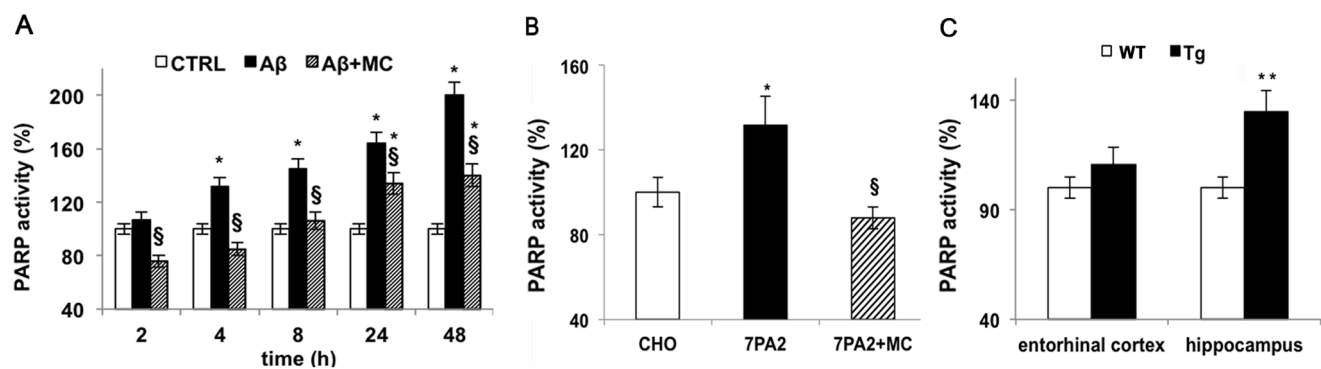 A
CTRL Aβ Aβ+MC
PARP activity (%)
200
160
120
80
40
* * * * * *
§ § § § §
2 4 8 24 48
time (h)
B
PARP activity (%)
160
120
80
40
*
§
CHO 7PA2 7PA2+MC
C
WT Tg
PARP activity (%)
140
90
40
**
entorhinal cortex hippocampus